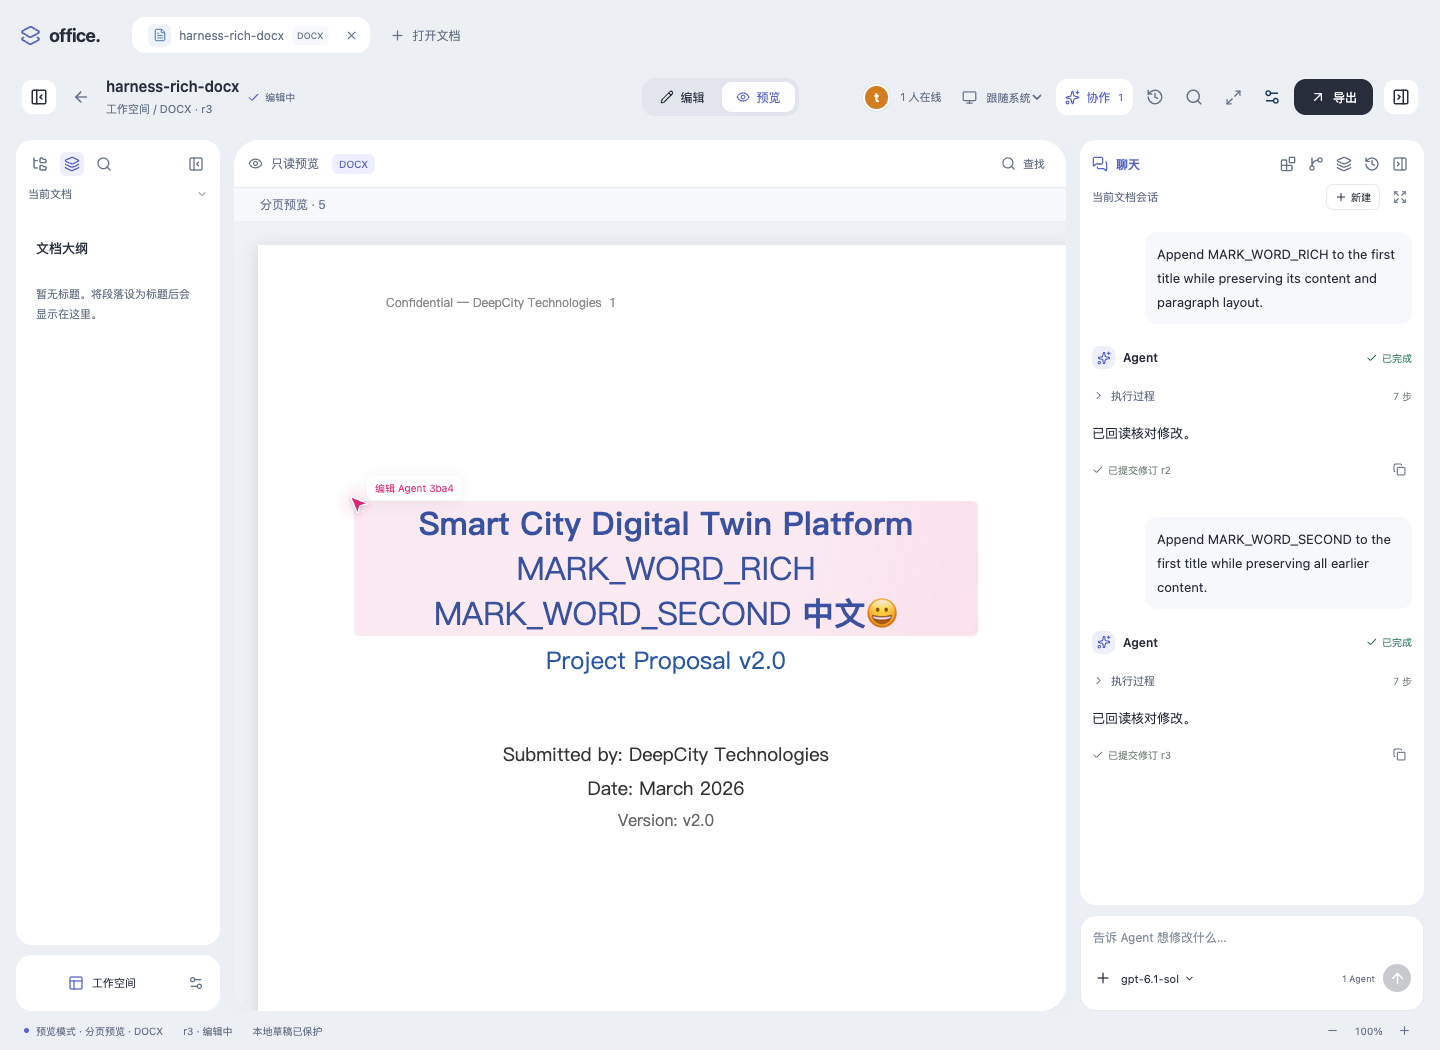 office.
harness-rich-docx DOCX
打开文档
harness-rich-docx
工作空间 / DOCX · r3
编辑中
编辑
预览
t
1 人在线
跟随系统
协作 1
导出
当前文档
文档大纲
暂无标题。将段落设为标题后会
显示在这里。
工作空间
只读预览 DOCX
查找
分页预览 · 5
Confidential — DeepCity Technologies 1
编辑 Agent 3ba4
Smart City Digital Twin Platform
MARK_WORD_RICH
MARK_WORD_SECOND 中文😀
Project Proposal v2.0
Submitted by: DeepCity Technologies
Date: March 2026
Version: v2.0
聊天
当前文档会话
新建
Append MARK_WORD_RICH to the first
title while preserving its content and
paragraph layout.
Agent
已完成
执行过程
7 步
已回读核对修改。
已提交修订 r2
Append MARK_WORD_SECOND to the
first title while preserving all earlier
content.
Agent
已完成
执行过程
7 步
已回读核对修改。
已提交修订 r3
告诉 Agent 想修改什么...
gpt-6.1-sol
1 Agent
预览模式 · 分页预览 · DOCX
r3 · 编辑中
本地草稿已保护
100%